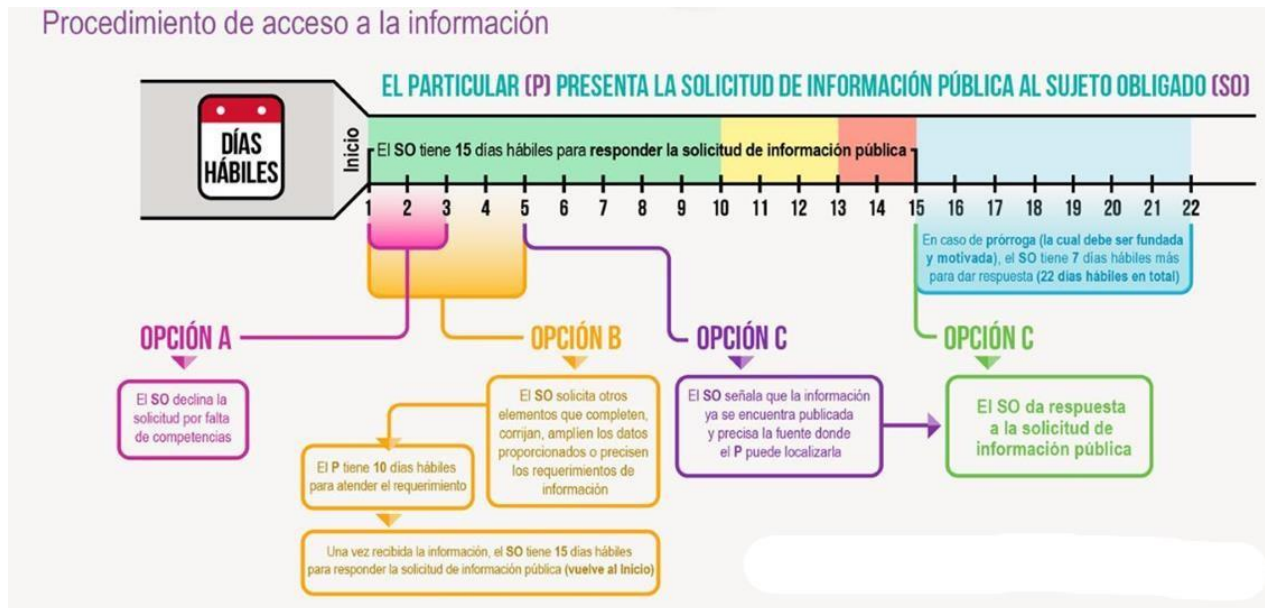 Procedimiento de acceso a la información
EL PARTICULAR (P) PRESENTA LA SOLICITUD DE INFORMACIÓN PÚBLICA AL SUJETO OBLIGADO (SO)
DÍAS
HÁBILES
Inicio
El SO tiene 15 días hábiles para responder la solicitud de información pública
1 2 3 4 5 6 7 8 9 10 11 12 13 14 15 16 17 18 19 20 21 22
En caso de prórroga (la cual debe ser fundada
y motivada), el SO tiene 7 días hábiles más
para dar respuesta (22 días hábiles en total)
OPCIÓN A
El SO declina la
solicitud por falta
de competencias
OPCIÓN B
El SO solicita otros
elementos que completen,
corrijan, amplien los datos
proporcionados o precisen
los requerimientos de
información
El P tiene 10 días hábiles
para atender el requerimiento
Una vez recibida la información, el SO tiene 15 días hábiles
para responder la solicitud de información pública (vuelve al Inicio)
OPCIÓN C
El SO señala que la información
ya se encuentra publicada
y precisa la fuente donde
el P puede localizarla
OPCIÓN C
El SO da respuesta
a la solicitud de
información pública